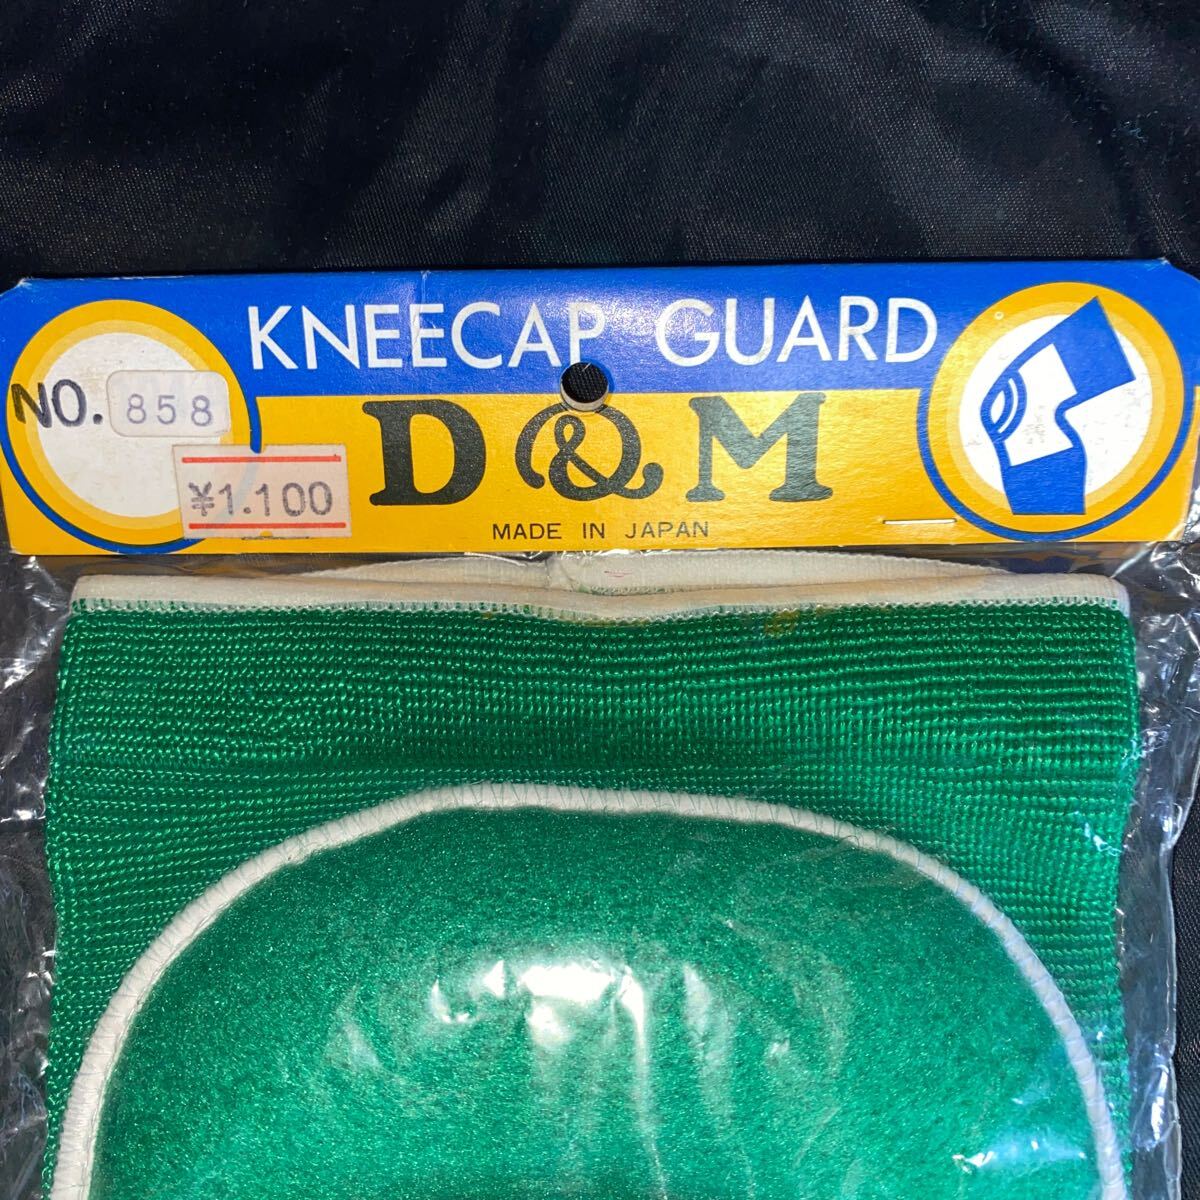 KNEECAP GUARD
NO. 858
D & M
¥1.100
MADE IN JAPAN